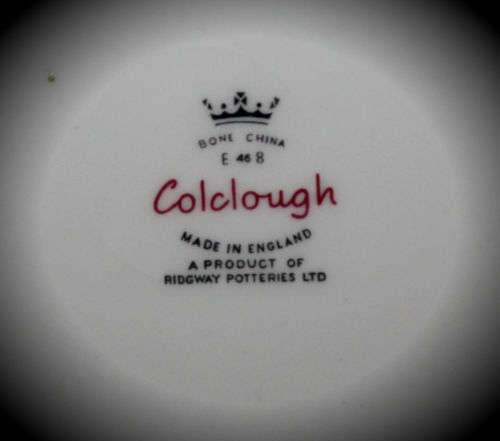 BONE CHINA
E 46 8
Colclough
MADE IN ENGLAND
A PRODUCT OF
RIDGWAY POTTERIES LTD